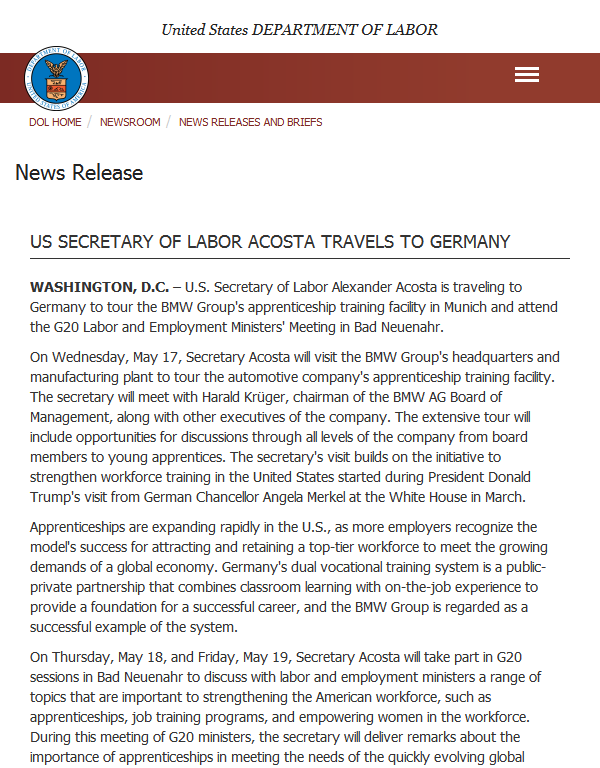 United States DEPARTMENT OF LABOR
DEPARTMENT OF LABOR
UNITED STATES OF AMERICA
DOL HOME / NEWSROOM / NEWS RELEASES AND BRIEFS
News Release
US SECRETARY OF LABOR ACOSTA TRAVELS TO GERMANY
WASHINGTON, D.C. – U.S. Secretary of Labor Alexander Acosta is traveling to
Germany to tour the BMW Group's apprenticeship training facility in Munich and attend
the G20 Labor and Employment Ministers' Meeting in Bad Neuenahr.
On Wednesday, May 17, Secretary Acosta will visit the BMW Group's headquarters and
manufacturing plant to tour the automotive company's apprenticeship training facility.
The secretary will meet with Harald Krüger, chairman of the BMW AG Board of
Management, along with other executives of the company. The extensive tour will
include opportunities for discussions through all levels of the company from board
members to young apprentices. The secretary's visit builds on the initiative to
strengthen workforce training in the United States started during President Donald
Trump's visit from German Chancellor Angela Merkel at the White House in March.
Apprenticeships are expanding rapidly in the U.S., as more employers recognize the
model's success for attracting and retaining a top-tier workforce to meet the growing
demands of a global economy. Germany's dual vocational training system is a public-
private partnership that combines classroom learning with on-the-job experience to
provide a foundation for a successful career, and the BMW Group is regarded as a
successful example of the system.
On Thursday, May 18, and Friday, May 19, Secretary Acosta will take part in G20
sessions in Bad Neuenahr to discuss with labor and employment ministers a range of
topics that are important to strengthening the American workforce, such as
apprenticeships, job training programs, and empowering women in the workforce.
During this meeting of G20 ministers, the secretary will deliver remarks about the
importance of apprenticeships in meeting the needs of the quickly evolving global